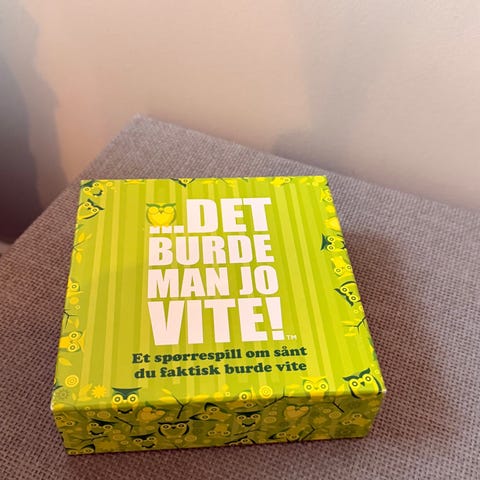 ...DET
BURDE
MAN JO
VITE!™
Et spørrespill om sånt
du faktisk burde vite